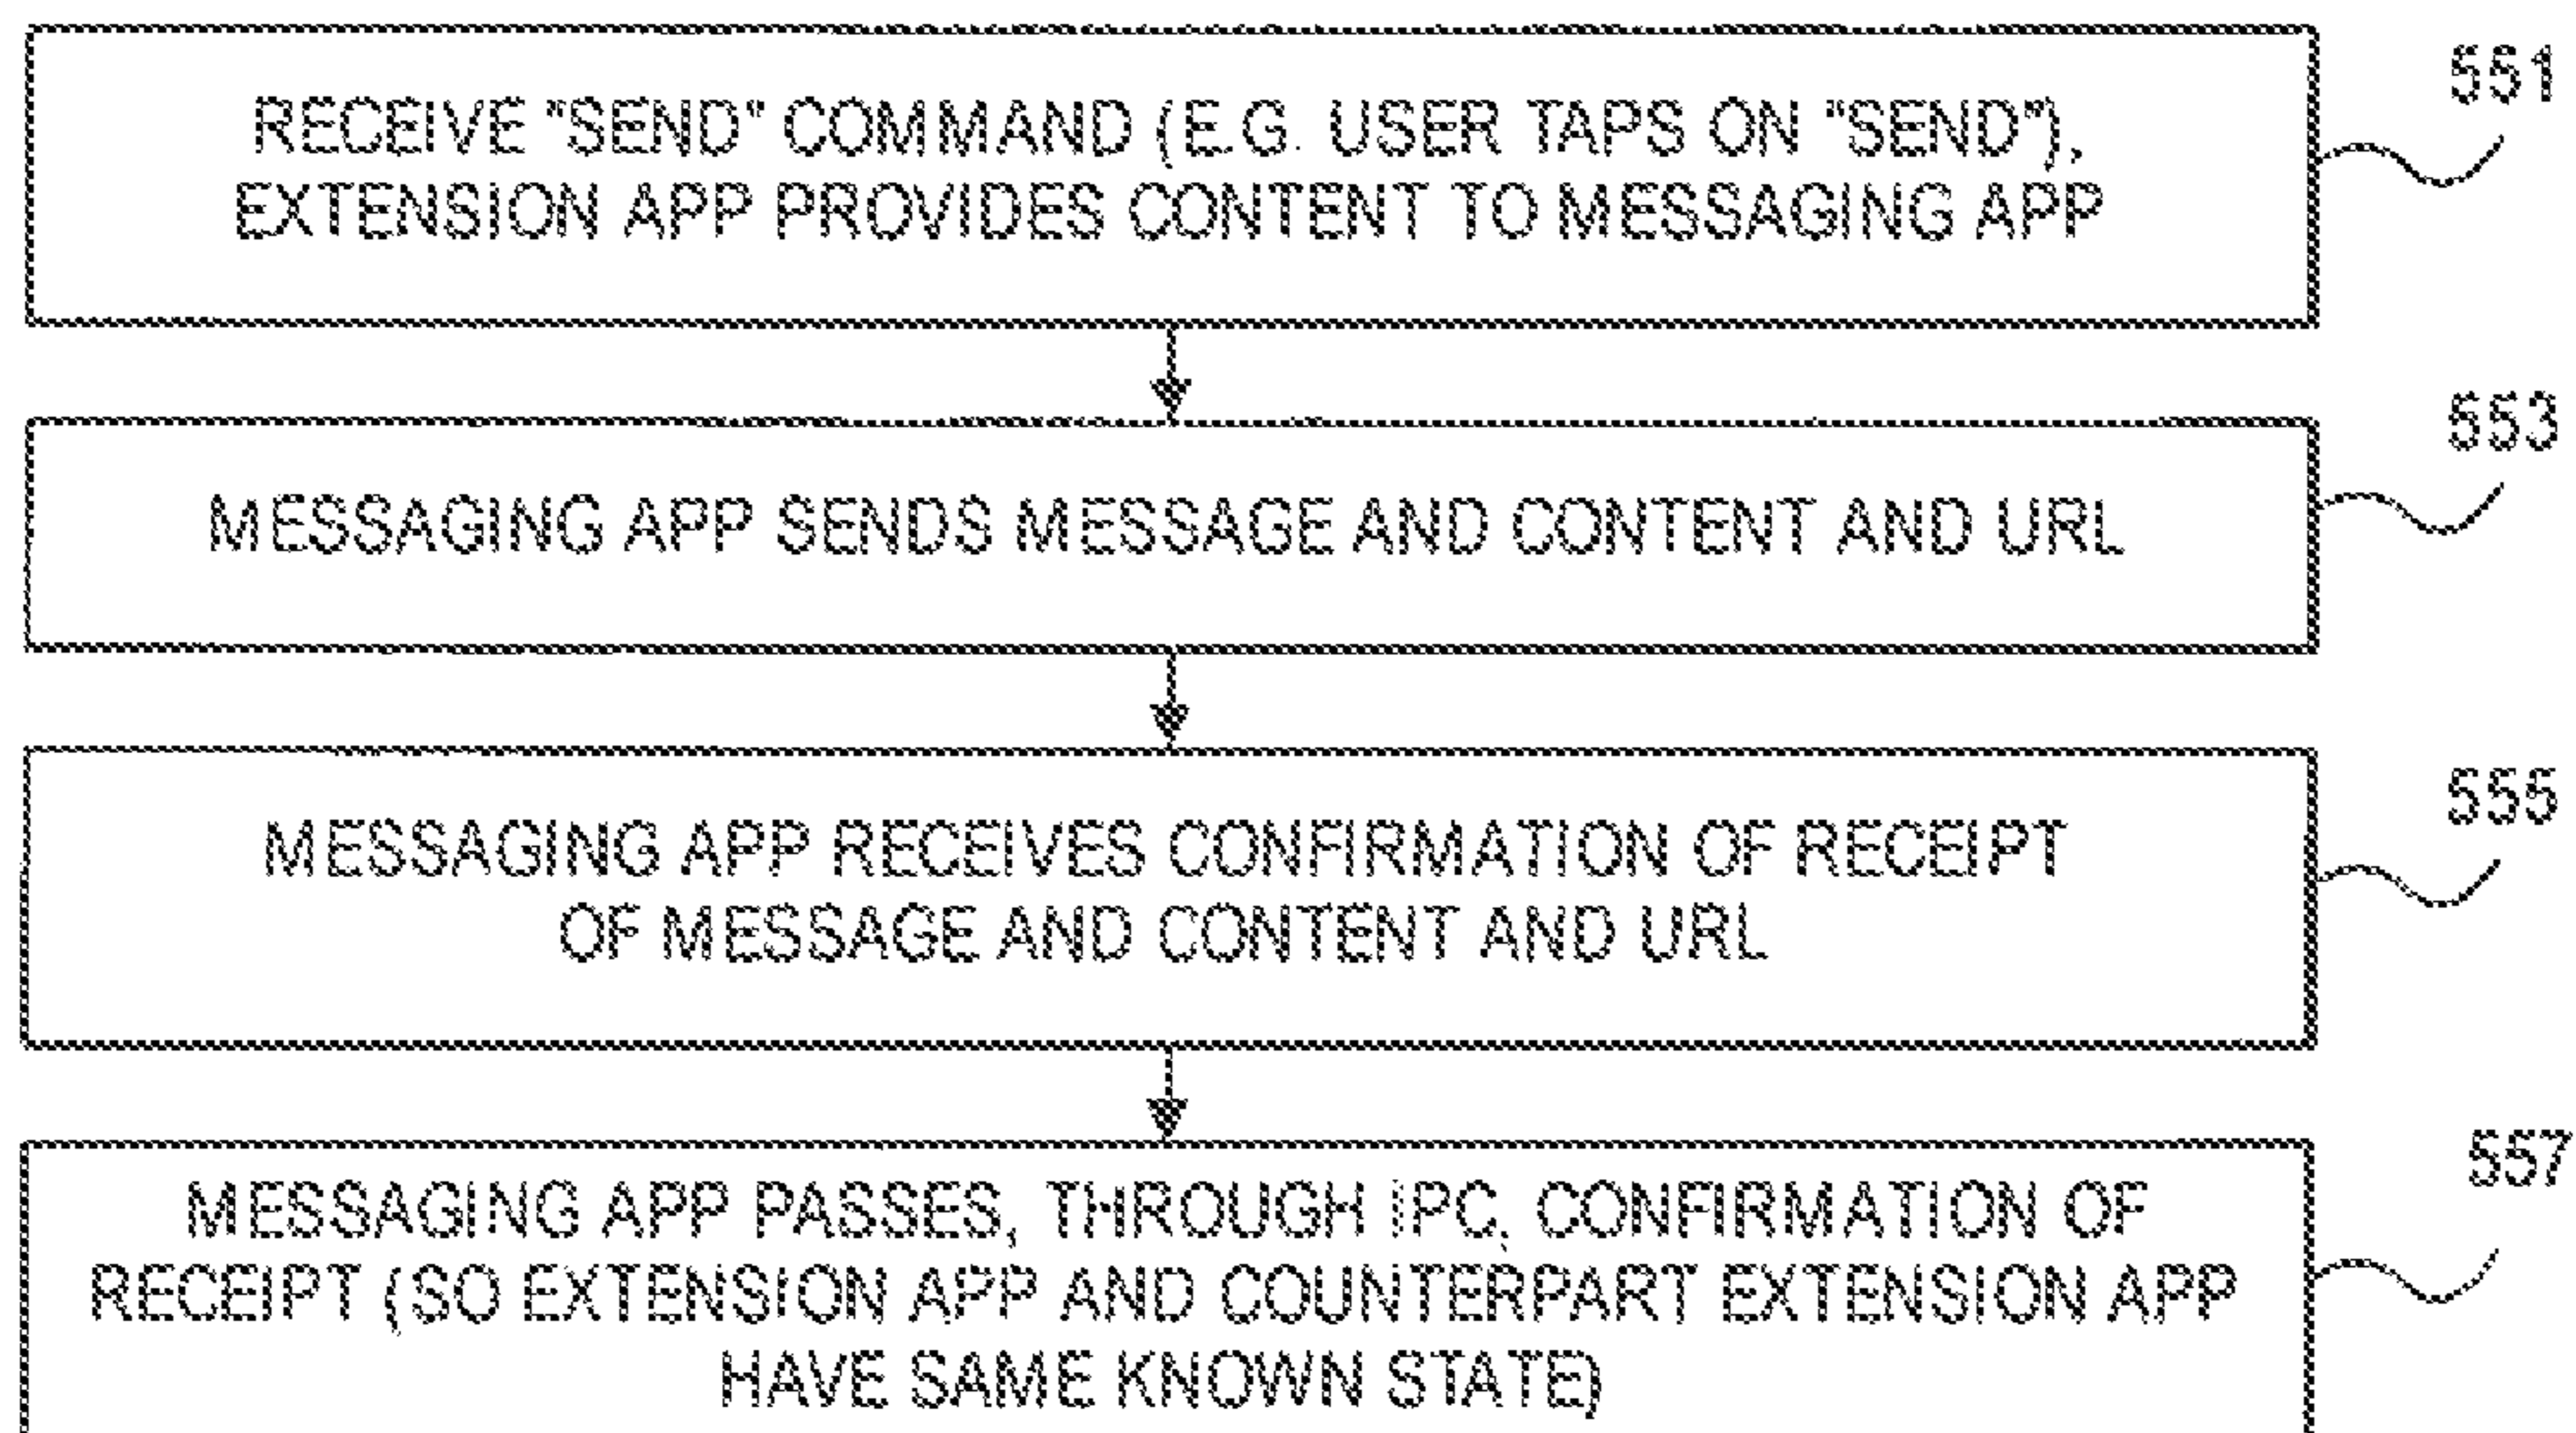 RECEIVE "SEND" COMMAND (E.G. USER TAPS ON "SEND"),
EXTENSION APP PROVIDES CONTENT TO MESSAGING APP
551
MESSAGING APP SENDS MESSAGE AND CONTENT AND URL
553
MESSAGING APP RECEIVES CONFIRMATION OF RECEIPT
OF MESSAGE AND CONTENT AND URL
555
MESSAGING APP PASSES, THROUGH IPC, CONFIRMATION OF
RECEIPT (SO EXTENSION APP AND COUNTERPART EXTENSION APP
HAVE SAME KNOWN STATE)
557